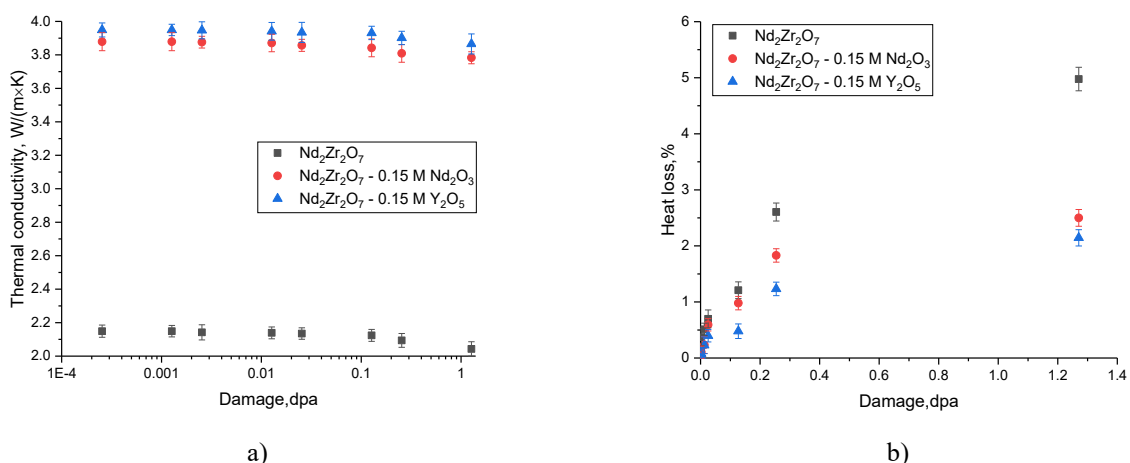 4.0
3.8
3.6
3.4
3.2
3.0
2.8
2.6
2.4
2.2
2.0
Thermal conductivity, W/(m×K)
Nd₂Zr₂O₇
Nd₂Zr₂O₇ - 0.15 M Nd₂O₃
Nd₂Zr₂O₇ - 0.15 M Y₂O₅
1E-4 0.001 0.01 0.1 1
Damage,dpa
a)
6
5
4
3
2
1
0
Heat loss,%
Nd₂Zr₂O₇
Nd₂Zr₂O₇ - 0.15 M Nd₂O₃
Nd₂Zr₂O₇ - 0.15 M Y₂O₅
0.0 0.2 0.4 0.6 0.8 1.0 1.2 1.4
Damage,dpa
b)